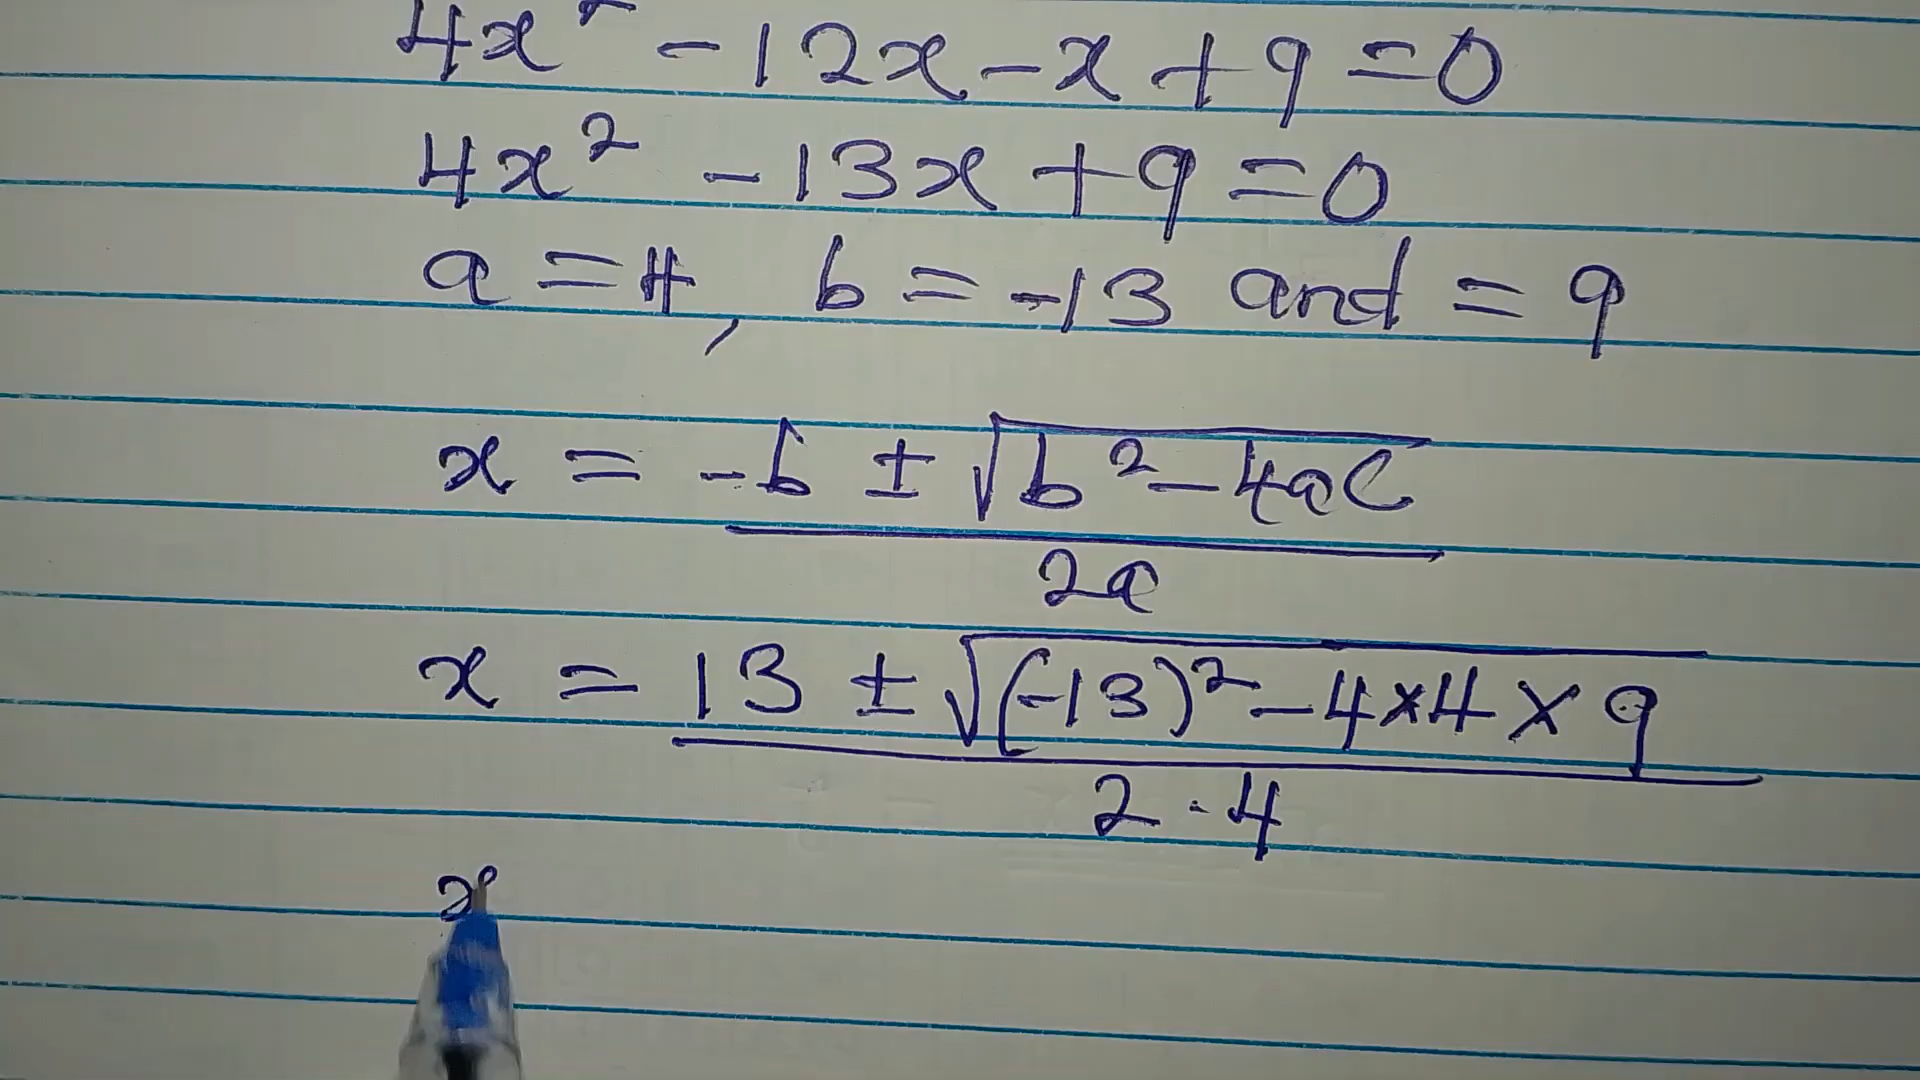 4x² - 12x - x + 9 = 0
4x² - 13x + 9 = 0
a = 4, b = -13 and = 9
x = -b ± √(b² - 4ac) / 2a
x = 13 ± √((-13)² - 4×4×9) / 2·4
x